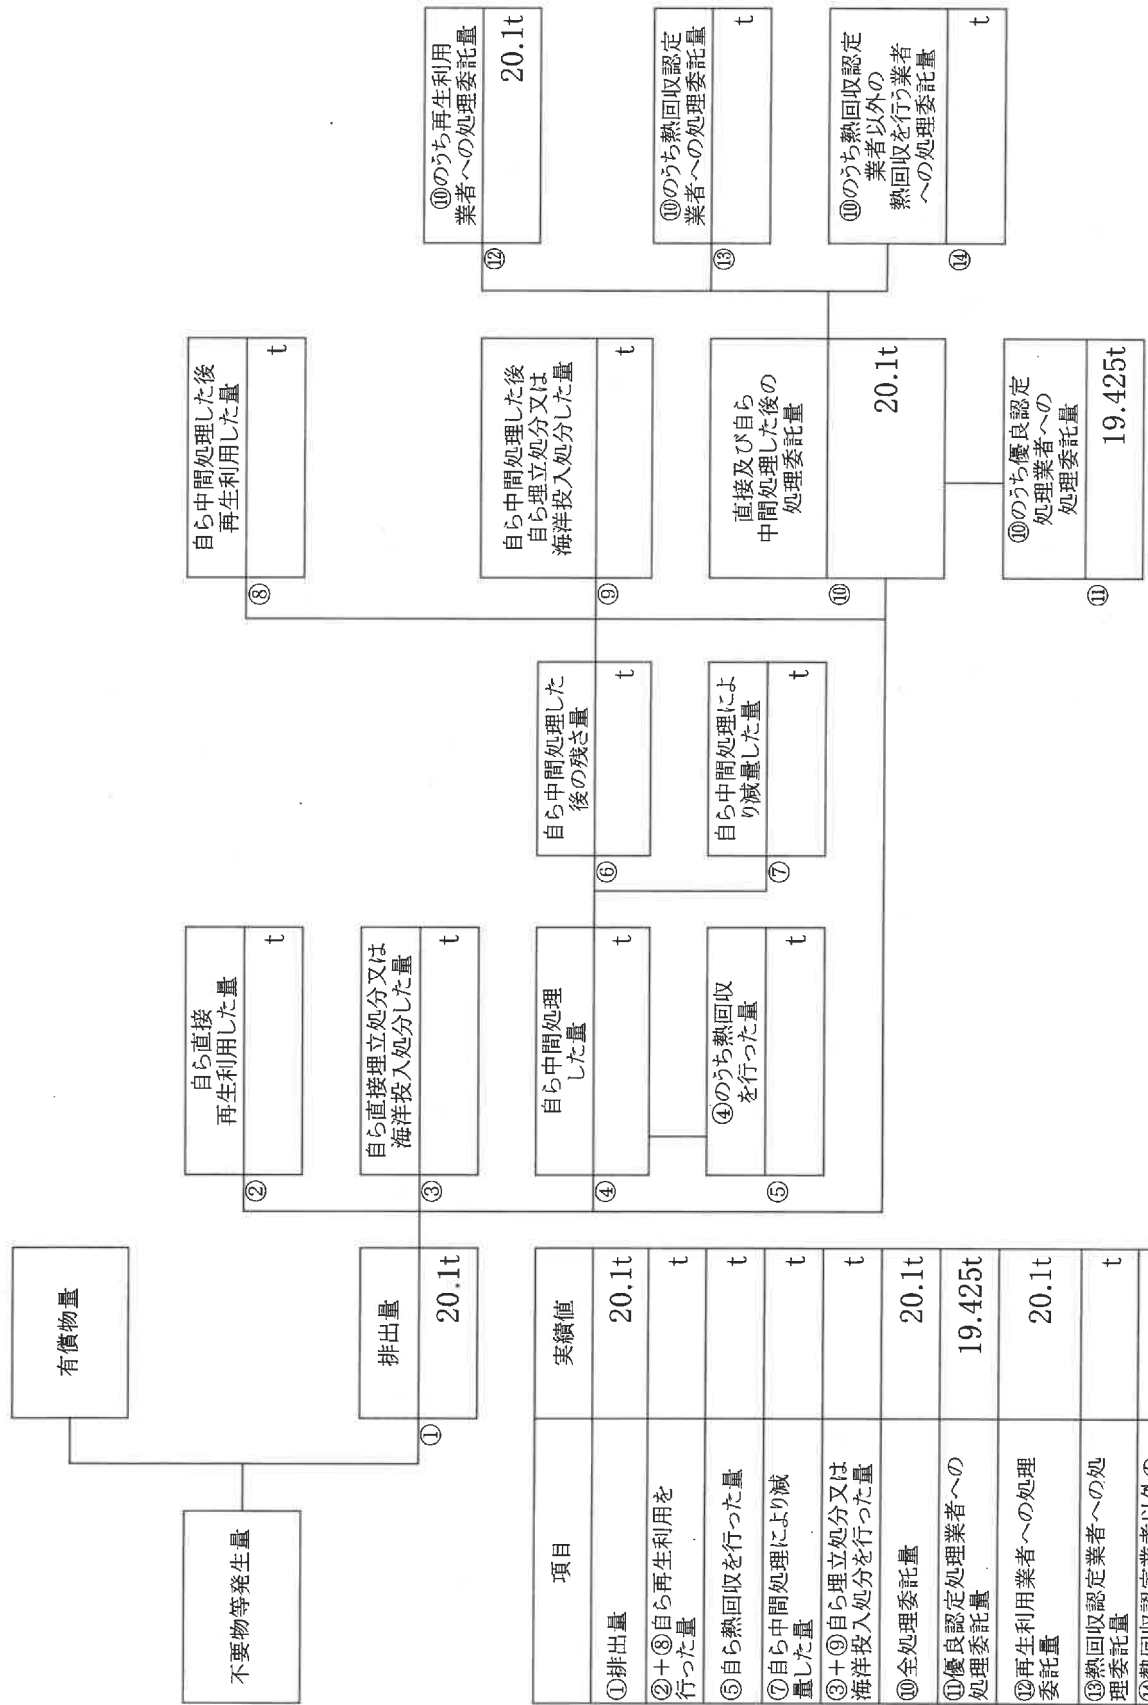 不要物等発生量
有償物量
排出量
①
20.1t
自ら直接
再生利用した量
②
t
自ら直接埋立処分又は
海洋投入処分した量
③
t
自ら中間処理
した量
④
t
④のうち熱回収
を行った量
⑤
t
自ら中間処理した
後の残さ量
⑥
t
自ら中間処理によ
り減量した量
⑦
t
自ら中間処理した後
再生利用した量
⑧
t
自ら中間処理した後
自ら埋立処分又は
海洋投入処分した量
⑨
t
直接及び自ら
中間処理した後の
処理委託量
⑩
20.1t
⑩のうち優良認定
処理業者への
処理委託量
⑪
19.425t
⑩のうち再生利用
業者への処理委託量
⑫
20.1t
⑩のうち熱回収認定
業者への処理委託量
⑬
t
⑩のうち熱回収認定
業者以外の
熱回収を行う業者
への処理委託量
⑭
t
項目 実績値
①排出量 20.1t
②+⑧自ら再生利用を
行った量 t
⑤自ら熱回収を行った量 t
⑦自ら中間処理により減
量した量 t
③+⑨自ら埋立処分又は
海洋投入処分を行った量 t
⑩全処理委託量 20.1t
⑪優良認定処理業者への
処理委託量 19.425t
⑫再生利用業者への処理
委託量 20.1t
⑬熱回収認定業者への処
理委託量 t
⑭熱回収認定業者以外の